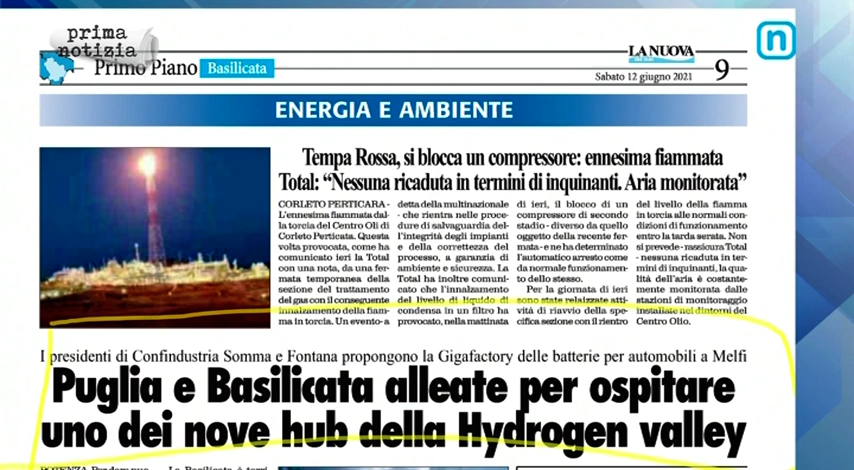 prima
notizia
Primo Piano Basilicata
LA NUOVA
Sabato 12 giugno 2021
9
n
ENERGIA E AMBIENTE
Tempa Rossa, si blocca un compressore: ennesima fiammata
Total: “Nessuna ricaduta in termini di inquinanti. Aria monitorata”
CORLETO PERTICARA -
L'ennesima fiammata dal-
la torcia del Centro Oli di
Corleto Perticara. Questa
volta provocata, come ha
comunicato ieri la Total
con una nota, da una fer-
mata temporanea della
sezione del trattamento
del gas con il conseguente
innalzamento della fiam-
ma in torcia. Un evento-a
detta della multinazionale
- che rientra nelle proce-
dure di salvaguardia del-
l'integrità degli impianti
e della correttezza del
processo, a garanzia di
ambiente e sicurezza. La
Total ha inoltre comuni-
cato che l'innalzamento
del livello di liquido di
condensa in un filtro ha
provocato, nella mattinata
di ieri, il blocco di un
compressore di secondo
stadio - diverso da quello
oggetto della recente fer-
mata - e ne ha determinato
l'automatico arresto come
da normale funzionamen-
to dello stesso.
Per la giornata di ieri
sono state relaizzate atti-
vità di riavvio della spe-
cifica sezione con il rientro
del livello della fiamma
in torcia alle normali con-
dizioni di funzionamento
entro la tarda serata. Non
si prevede - rassicura Total
- nessuna ricaduta in ter-
mini di inquinanti, la qua-
lità dell'aria è costante-
mente monitorata dalle
stazioni di monitoraggio
installate nei dintorni del
Centro Olio.
I presidenti di Confindustria Somma e Fontana propongono la Gigafactory delle batterie per automobili a Melfi
Puglia e Basilicata alleate per ospitare
uno dei nove hub della Hydrogen valley